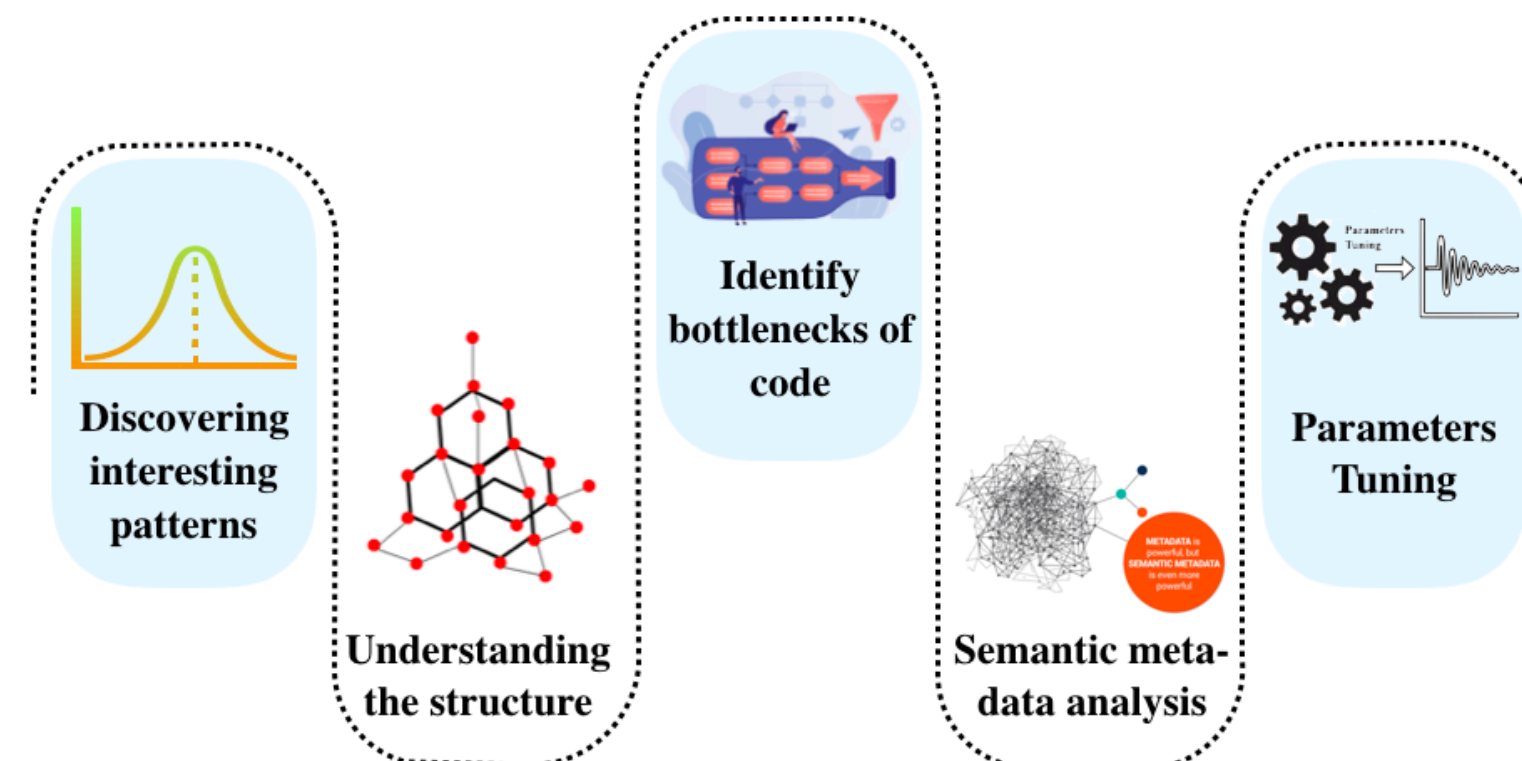 Discovering
interesting
patterns
Understanding
the structure
Identify
bottlenecks of
code
METADATA is
powerful, but
SEMANTIC METADATA
is even more
powerful
Semantic meta-
data analysis
Parameters
Tuning
Parameters
Tuning